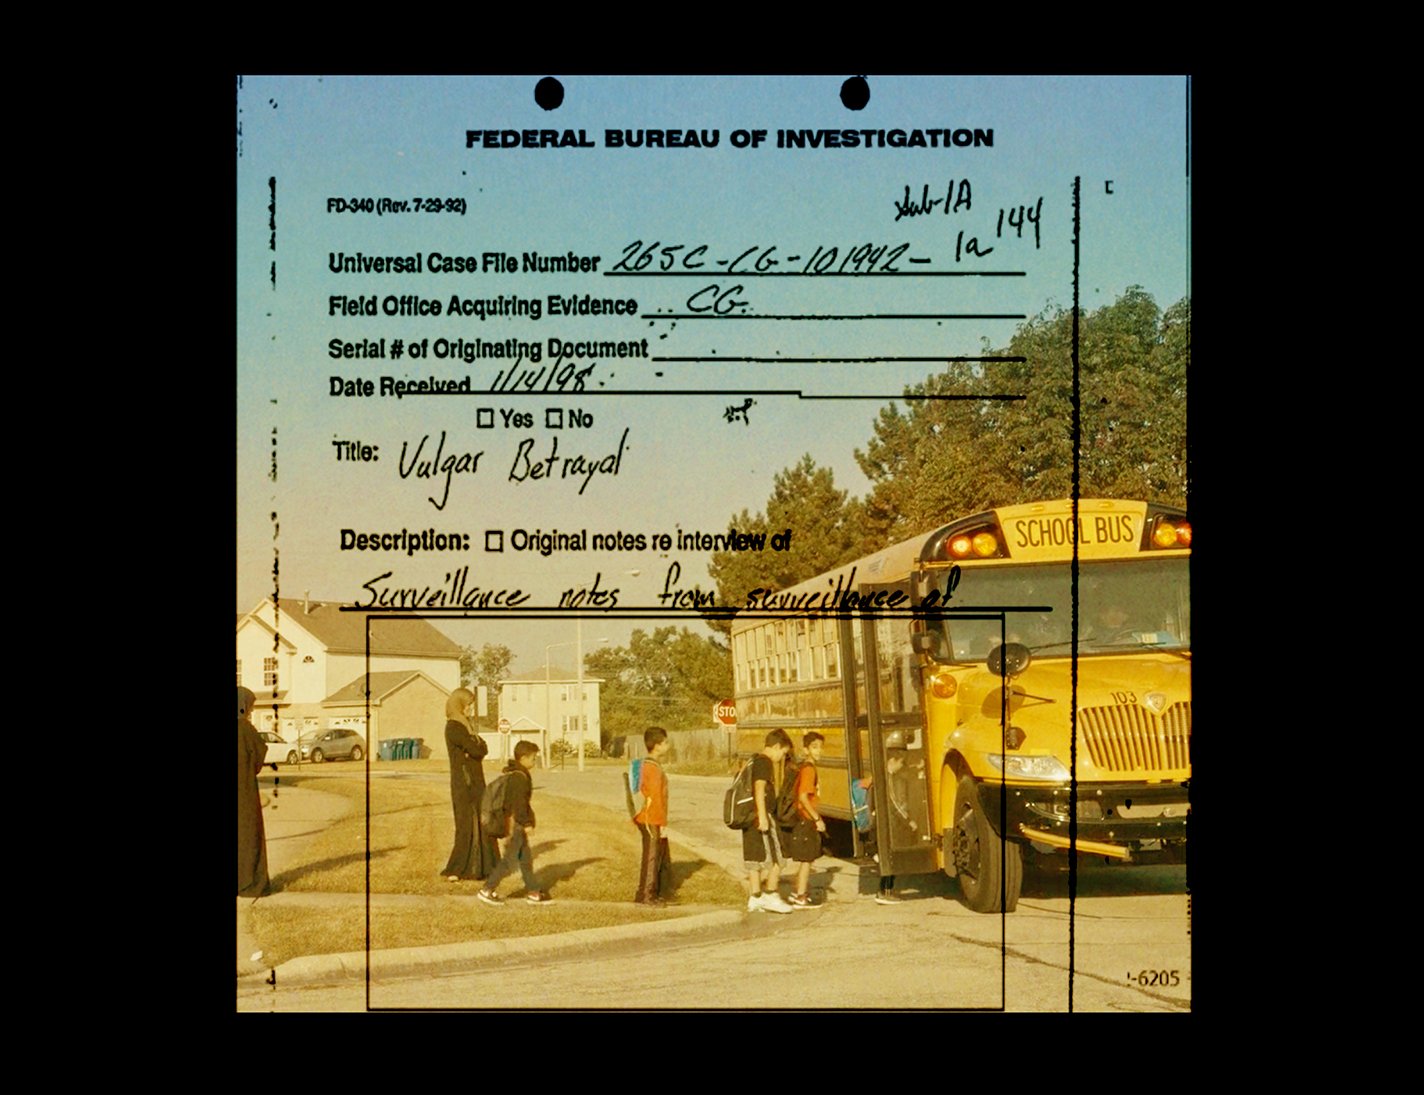 FEDERAL BUREAU OF INVESTIGATION
FD-340 (Rev. 7-29-92)
Sub-1A
144
Universal Case File Number 265C-CG-101942- 1a
Field Office Acquiring Evidence CG
Serial # of Originating Document
Date Received 1/14/98
Yes No
Title: Vulgar Betrayal
Description: Original notes re interview of
Surveillance notes from surveillance of
SCHOOL BUS
103
STO
-6205